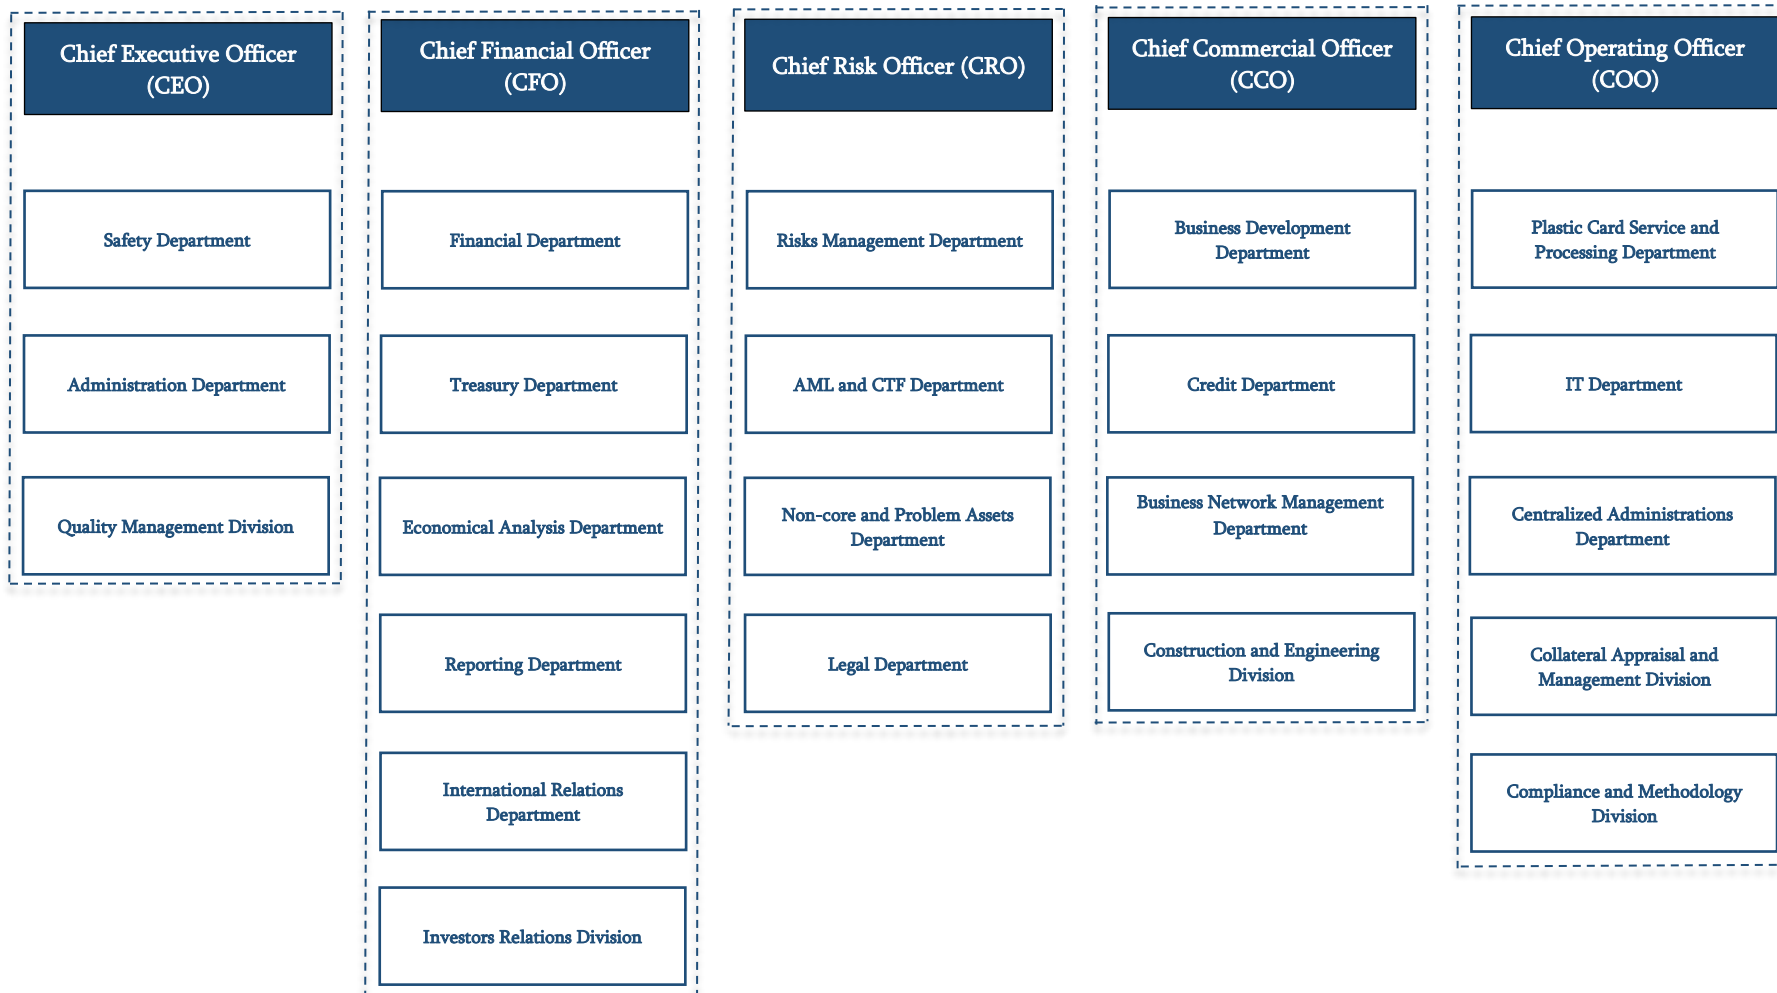 Chief Executive Officer
(CEO)
Safety Department
Administration Department
Quality Management Division
Chief Financial Officer
(CFO)
Financial Department
Treasury Department
Economical Analysis Department
Reporting Department
International Relations
Department
Investors Relations Division
Chief Risk Officer (CRO)
Risks Management Department
AML and CTF Department
Non-core and Problem Assets
Department
Legal Department
Chief Commercial Officer
(CCO)
Business Development
Department
Credit Department
Business Network Management
Department
Construction and Engineering
Division
Chief Operating Officer
(COO)
Plastic Card Service and
Processing Department
IT Department
Centralized Administrations
Department
Collateral Appraisal and
Management Division
Compliance and Methodology
Division